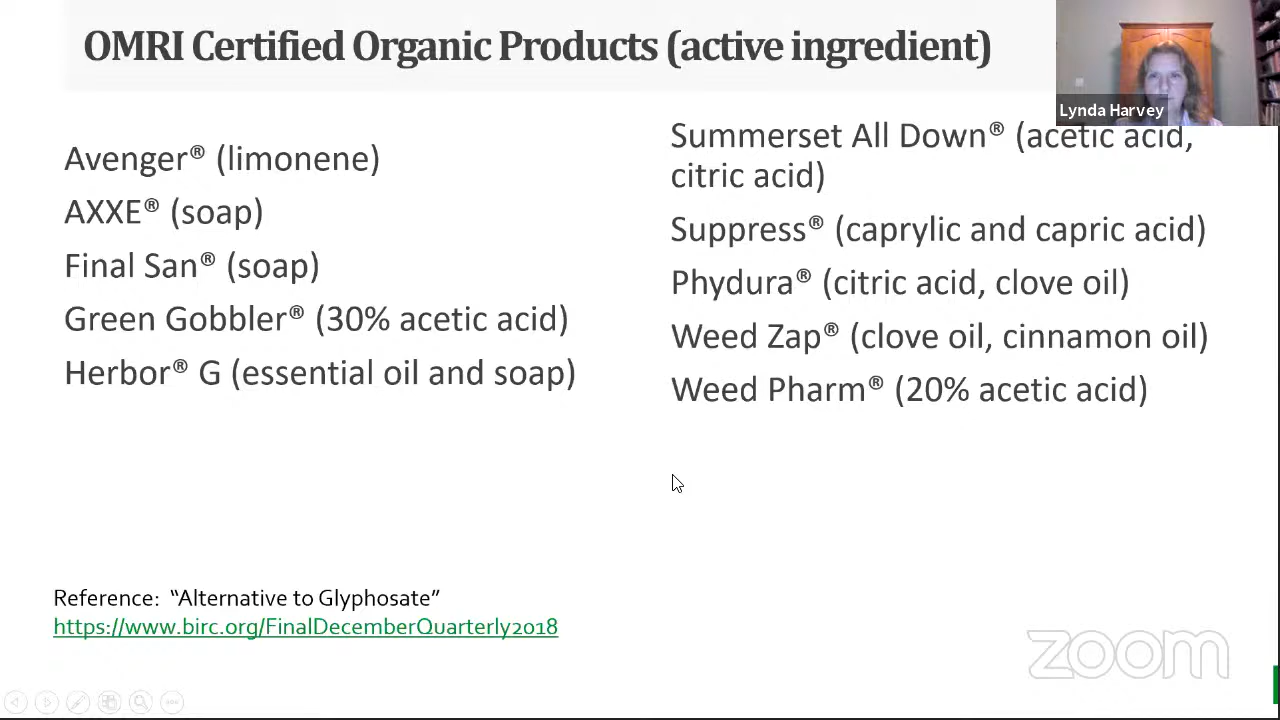 OMRI Certified Organic Products (active ingredient)
Lynda Harvey
Avenger® (limonene)
AXXE® (soap)
Final San® (soap)
Green Gobbler® (30% acetic acid)
Herbor® G (essential oil and soap)
Summerset All Down® (acetic acid,
citric acid)
Suppress® (caprylic and capric acid)
Phydura® (citric acid, clove oil)
Weed Zap® (clove oil, cinnamon oil)
Weed Pharm® (20% acetic acid)
Reference: “Alternative to Glyphosate”
https://www.birc.org/FinalDecemberQuarterly2018
zoom